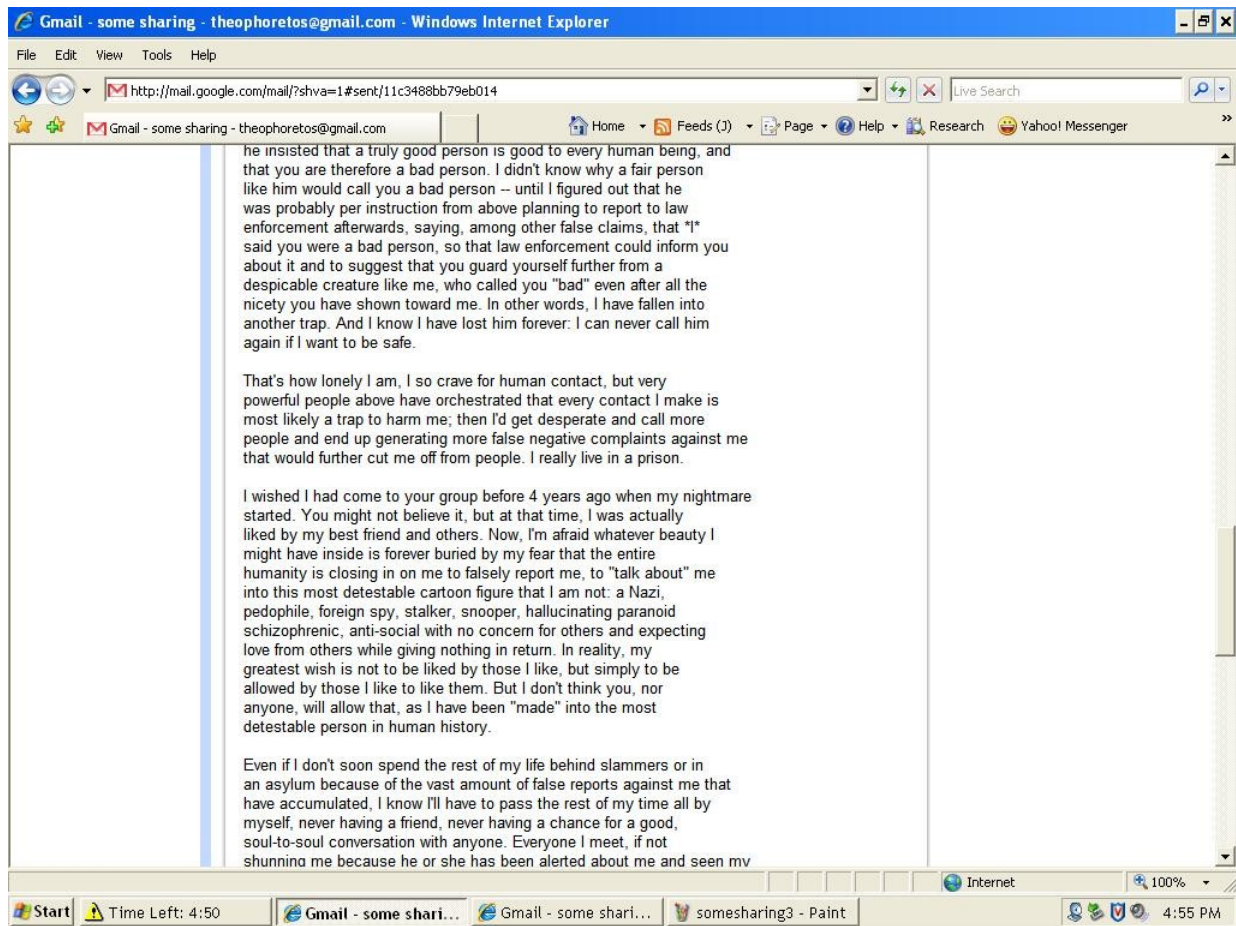 Gmail - some sharing - theophoretos@gmail.com - Windows Internet Explorer
File Edit View Tools Help
http://mail.google.com/mail/?shva=1#sent/11c3488bb79eb014
Live Search
Gmail - some sharing - theophoretos@gmail.com
Home Feeds (J) Page Help Research Yahoo! Messenger »
he insisted that a truly good person is good to every human being, and
that you are therefore a bad person. I didn't know why a fair person
like him would call you a bad person -- until I figured out that he
was probably per instruction from above planning to report to law
enforcement afterwards, saying, among other false claims, that *I*
said you were a bad person, so that law enforcement could inform you
about it and to suggest that you guard yourself further from a
despicable creature like me, who called you "bad" even after all the
nicety you have shown toward me. In other words, I have fallen into
another trap. And I know I have lost him forever: I can never call him
again if I want to be safe.
That's how lonely I am, I so crave for human contact, but very
powerful people above have orchestrated that every contact I make is
most likely a trap to harm me; then I'd get desperate and call more
people and end up generating more false negative complaints against me
that would further cut me off from people. I really live in a prison.
I wished I had come to your group before 4 years ago when my nightmare
started. You might not believe it, but at that time, I was actually
liked by my best friend and others. Now, I'm afraid whatever beauty I
might have inside is forever buried by my fear that the entire
humanity is closing in on me to falsely report me, to "talk about" me
into this most detestable cartoon figure that I am not: a Nazi,
pedophile, foreign spy, stalker, snooper, hallucinating paranoid
schizophrenic, anti-social with no concern for others and expecting
love from others while giving nothing in return. In reality, my
greatest wish is not to be liked by those I like, but simply to be
allowed by those I like to like them. But I don't think you, nor
anyone, will allow that, as I have been "made" into the most
detestable person in human history.
Even if I don't soon spend the rest of my life behind slammers or in
an asylum because of the vast amount of false reports against me that
have accumulated, I know I'll have to pass the rest of my time all by
myself, never having a friend, never having a chance for a good,
soul-to-soul conversation with anyone. Everyone I meet, if not
shunning me because he or she has been alerted about me and seen my
Internet 100%
Start Time Left: 4:50 Gmail - some shari... Gmail - some shari... somesharing3 - Paint 4:55 PM